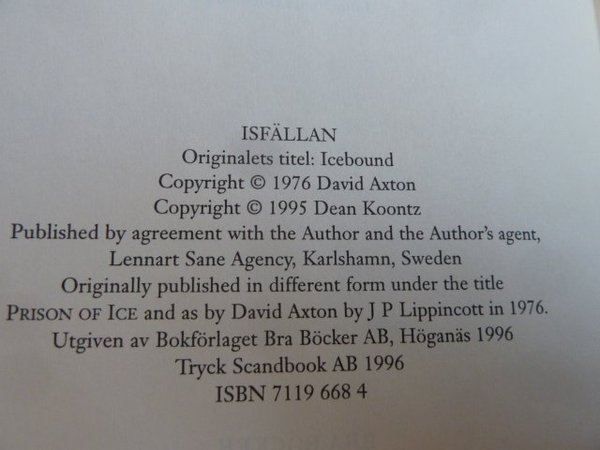 ISFÄLLAN
Originalets titel: Icebound
Copyright © 1976 David Axton
Copyright © 1995 Dean Koontz
Published by agreement with the Author and the Author's agent,
Lennart Sane Agency, Karlshamn, Sweden
Originally published in different form under the title
PRISON OF ICE and as by David Axton by J P Lippincott in 1976.
Utgiven av Bokförlaget Bra Böcker AB, Höganäs 1996
Tryck Scandbook AB 1996
ISBN 7119 668 4